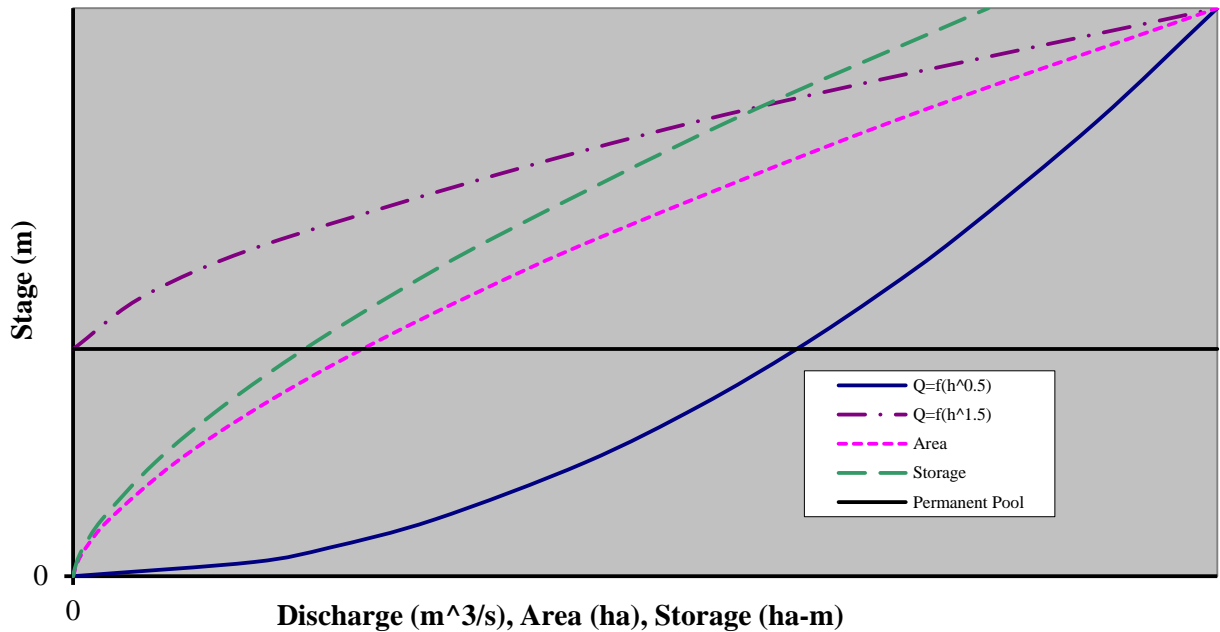 Stage (m)
Q=f(h^0.5)
Q=f(h^1.5)
Area
Storage
Permanent Pool
0
0
Discharge (m^3/s), Area (ha), Storage (ha-m)